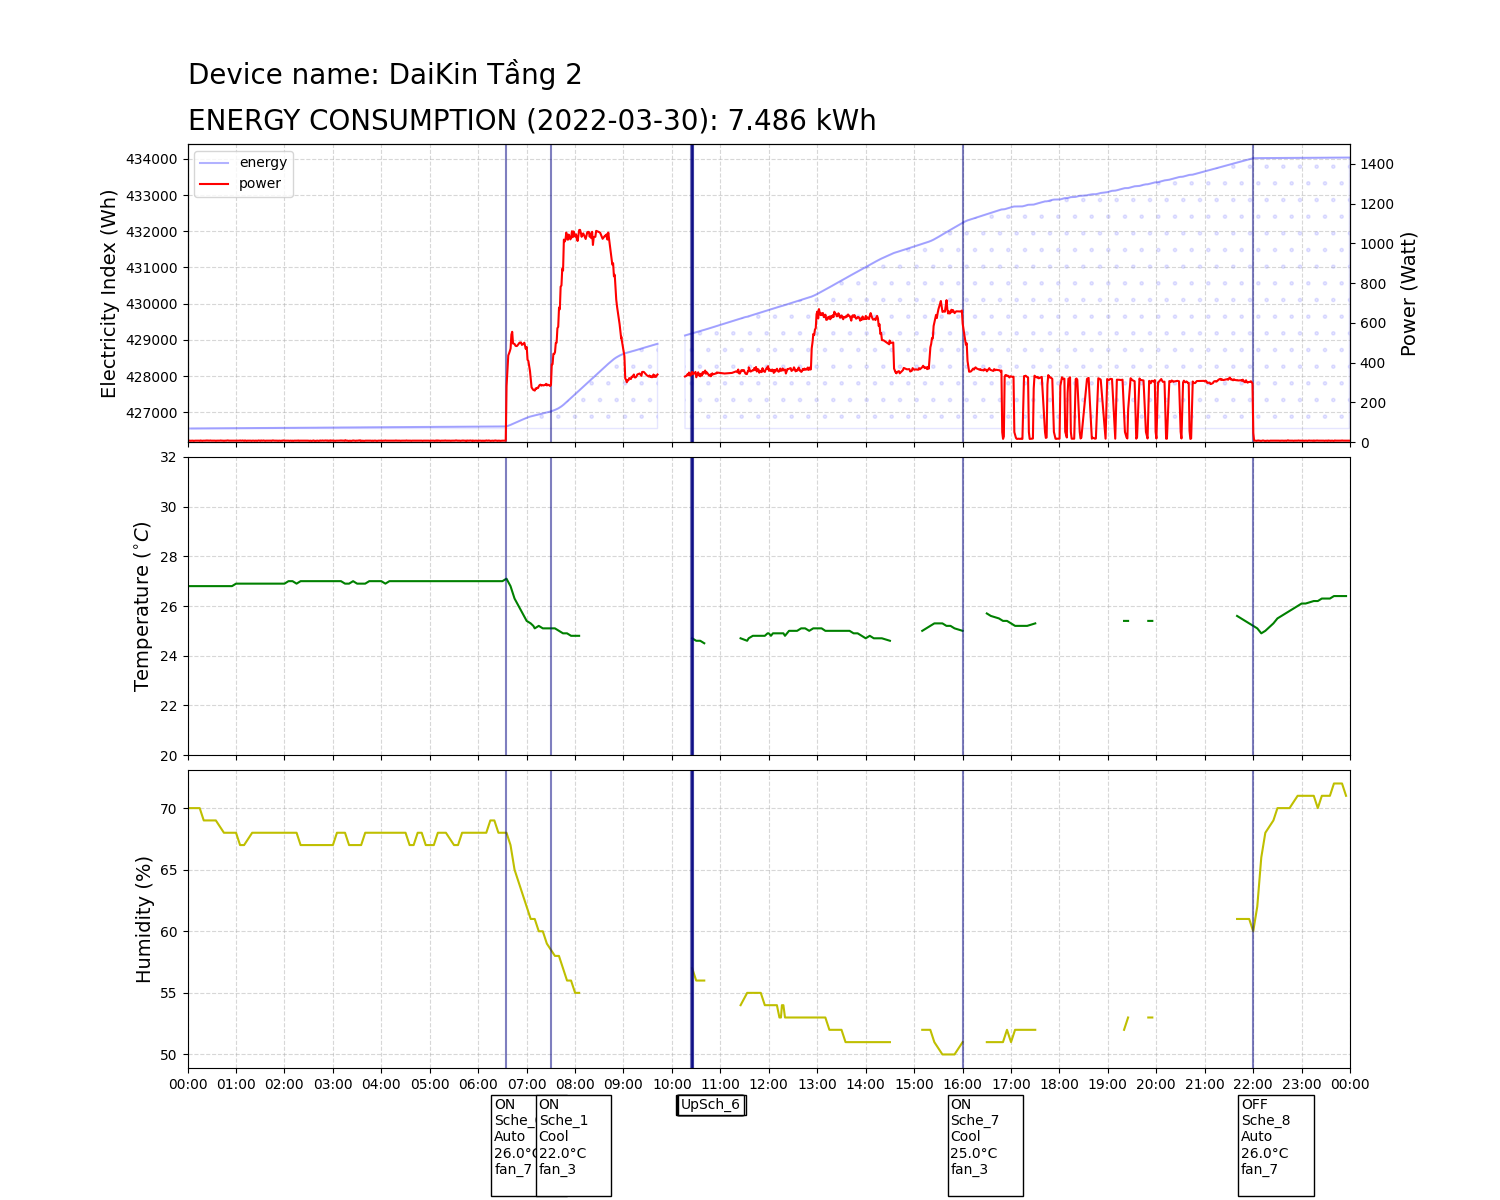 Device name: DaiKin Tầng 2
ENERGY CONSUMPTION (2022-03-30): 7.486 kWh
energy
power
Electricity Index (Wh)
434000
433000
432000
431000
430000
429000
428000
427000
Power (Watt)
1400
1200
1000
800
600
400
200
0
Temperature (°C)
32
30
28
26
24
22
20
Humidity (%)
70
65
60
55
50
00:00 01:00 02:00 03:00 04:00 05:00 06:00 07:00 08:00 09:00 10:00 11:00 12:00 13:00 14:00 15:00 16:00 17:00 18:00 19:00 20:00 21:00 22:00 23:00 00:00
ON
Auto
fan_7
ON
Sche_1
Cool
22.0°C
fan_3
UpSch_6
ON
Sche_7
Cool
25.0°C
fan_3
OFF
Sche_8
Auto
26.0°C
fan_7